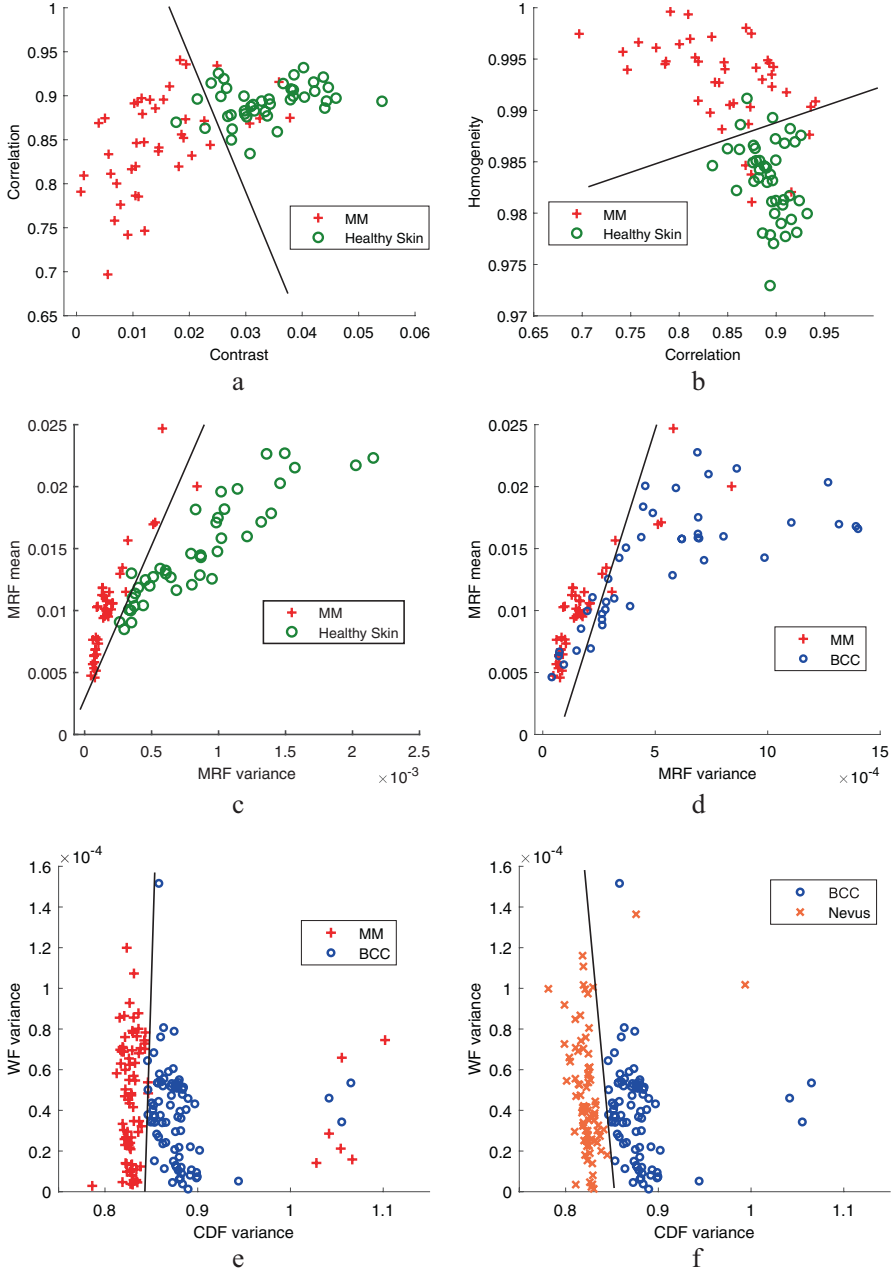 1
0.95
0.9
0.85
0.8
0.75
0.7
0.65
Correlation
0
0.01
0.02
0.03
0.04
0.05
0.06
Contrast
MM
Healthy Skin
a
1
0.995
0.99
0.985
0.98
0.975
0.97
Homogeneity
0.65
0.7
0.75
0.8
0.85
0.9
0.95
Correlation
MM
Healthy Skin
b
0.025
0.02
0.015
0.01
0.005
0
MRF mean
0
0.5
1
1.5
2
2.5
MRF variance
×10⁻³
MM
Healthy Skin
c
0.025
0.02
0.015
0.01
0.005
0
MRF mean
0
5
10
15
MRF variance
×10⁻⁴
MM
BCC
d
×10⁻⁴
1.6
1.4
1.2
1
0.8
0.6
0.4
0.2
0
WF variance
0.8
0.9
1
1.1
CDF variance
MM
BCC
e
×10⁻⁴
1.6
1.4
1.2
1
0.8
0.6
0.4
0.2
0
WF variance
0.8
0.9
1
1.1
CDF variance
BCC
Nevus
f